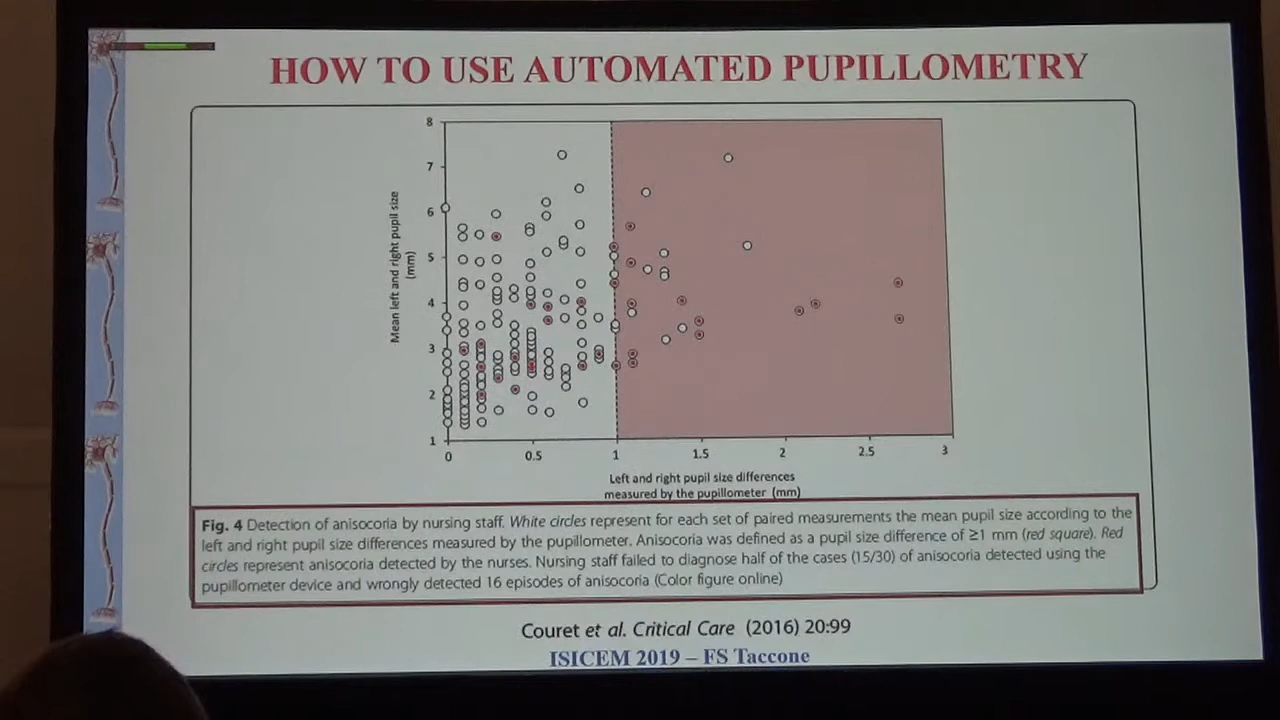 HOW TO USE AUTOMATED PUPILLOMETRY
8
7
6
5
4
3
2
1
Mean left and right pupil size
(mm)
0 0.5 1 1.5 2 2.5 3
Left and right pupil size differences
measured by the pupillometer (mm)
Fig. 4 Detection of anisocoria by nursing staff. White circles represent for each set of paired measurements the mean pupil size according to the
left and right pupil size differences measured by the pupillometer. Anisocoria was defined as a pupil size difference of ≥1 mm (red square). Red
circles represent anisocoria detected by the nurses. Nursing staff failed to diagnose half of the cases (15/30) of anisocoria detected using the
pupillometer device and wrongly detected 16 episodes of anisocoria (Color figure online)
Couret et al. Critical Care (2016) 20:99
ISICEM 2019 – FS Taccone